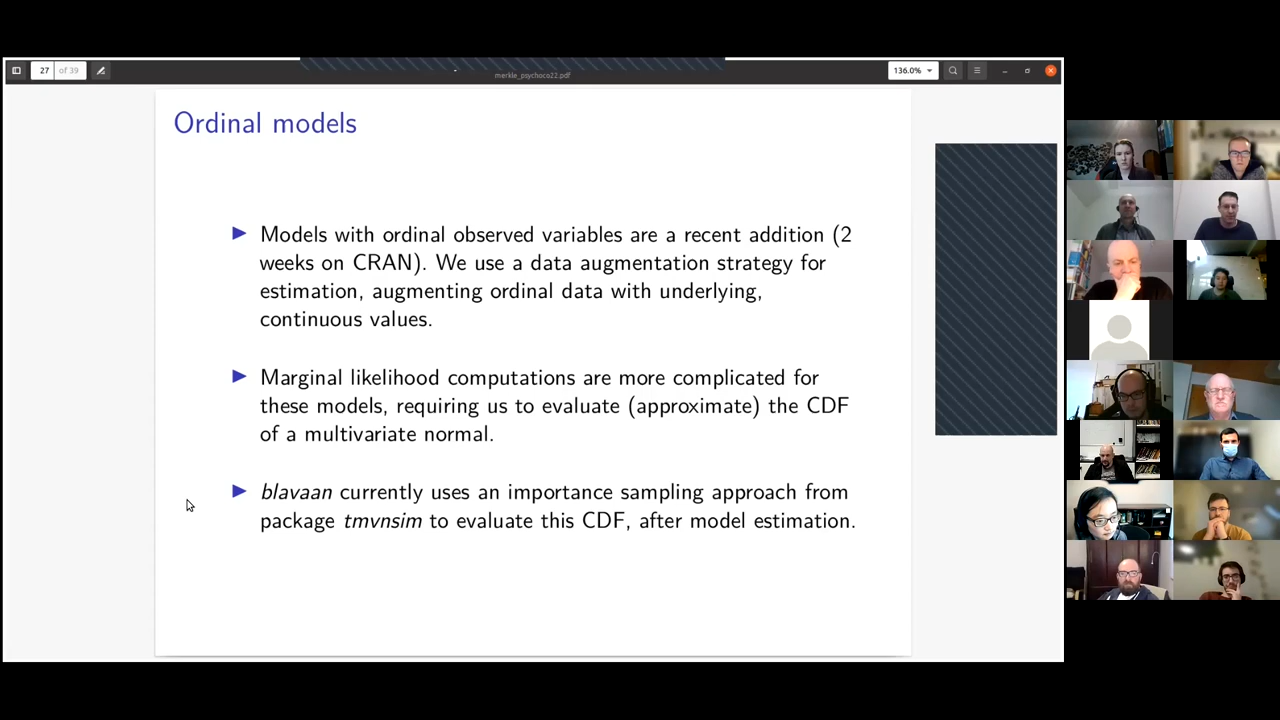 27 of 39
136.0%
merkle_psychoco22.pdf
Ordinal models
Models with ordinal observed variables are a recent addition (2
weeks on CRAN). We use a data augmentation strategy for
estimation, augmenting ordinal data with underlying,
continuous values.
Marginal likelihood computations are more complicated for
these models, requiring us to evaluate (approximate) the CDF
of a multivariate normal.
blavaan currently uses an importance sampling approach from
package tmvnsim to evaluate this CDF, after model estimation.